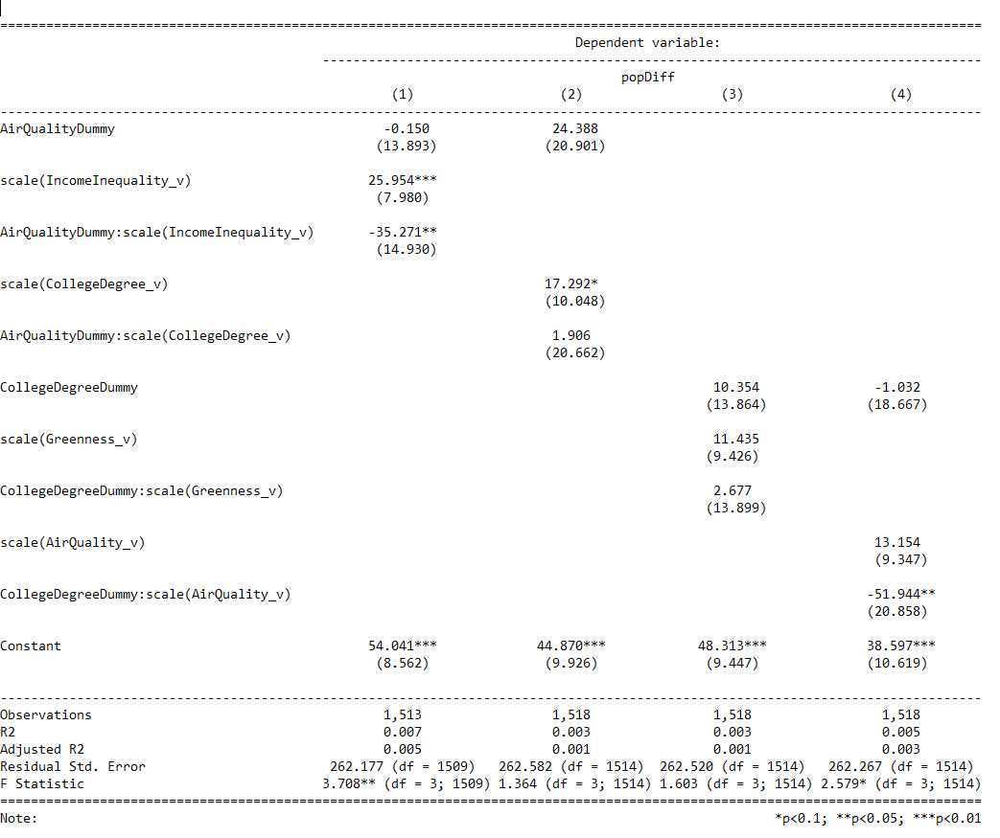 ====================================================================================================================================
Dependent variable:
--------------------------------------------------------------------------------------
popDiff
(1) (2) (3) (4)
------------------------------------------------------------------------------------------------------------------------------------
AirQualityDummy -0.150 24.388
(13.893) (20.901)
scale(IncomeInequality_v) 25.954***
(7.980)
AirQualityDummy:scale(IncomeInequality_v) -35.271**
(14.930)
scale(CollegeDegree_v) 17.292*
(10.048)
AirQualityDummy:scale(CollegeDegree_v) 1.906
(20.662)
CollegeDegreeDummy 10.354 -1.032
(13.864) (18.667)
scale(Greenness_v) 11.435
(9.426)
CollegeDegreeDummy:scale(Greenness_v) 2.677
(13.899)
scale(AirQuality_v) 13.154
(9.347)
CollegeDegreeDummy:scale(AirQuality_v) -51.944**
(20.858)
Constant 54.041*** 44.870*** 48.313*** 38.597***
(8.562) (9.926) (9.447) (10.619)
------------------------------------------------------------------------------------------------------------------------------------
Observations 1,513 1,518 1,518 1,518
R2 0.007 0.003 0.003 0.005
Adjusted R2 0.005 0.001 0.001 0.003
Residual Std. Error 262.177 (df = 1509) 262.582 (df = 1514) 262.520 (df = 1514) 262.267 (df = 1514)
F Statistic 3.708** (df = 3; 1509) 1.364 (df = 3; 1514) 1.603 (df = 3; 1514) 2.579* (df = 3; 1514)
====================================================================================================================================
Note: *p<0.1; **p<0.05; ***p<0.01